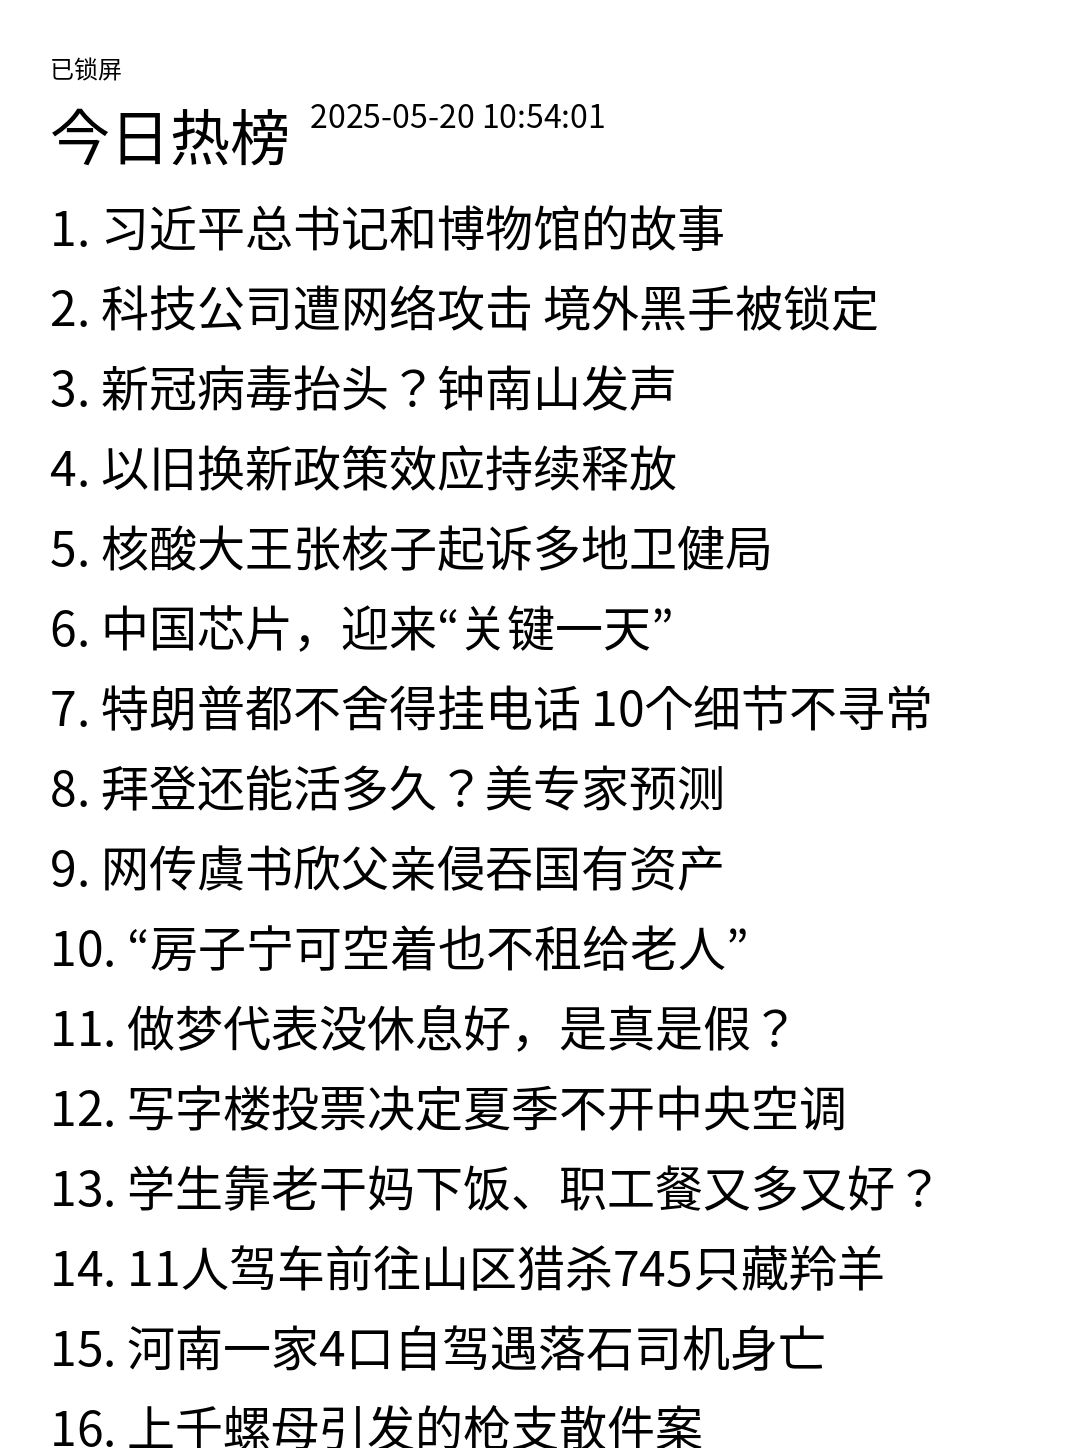 已锁屏
今日热榜 2025-05-20 10:54:01
1. 习近平总书记和博物馆的故事
2. 科技公司遭网络攻击 境外黑手被锁定
3. 新冠病毒抬头？钟南山发声
4. 以旧换新政策效应持续释放
5. 核酸大王张核子起诉多地卫健局
6. 中国芯片，迎来“关键一天”
7. 特朗普都不舍得挂电话 10个细节不寻常
8. 拜登还能活多久？美专家预测
9. 网传虞书欣父亲侵吞国有资产
10. “房子宁可空着也不租给老人”
11. 做梦代表没休息好，是真是假？
12. 写字楼投票决定夏季不开中央空调
13. 学生靠老干妈下饭、职工餐又多又好？
14. 11人驾车前往山区猎杀745只藏羚羊
15. 河南一家4口自驾遇落石司机身亡
16. 上千螺母引发的枪支散件案